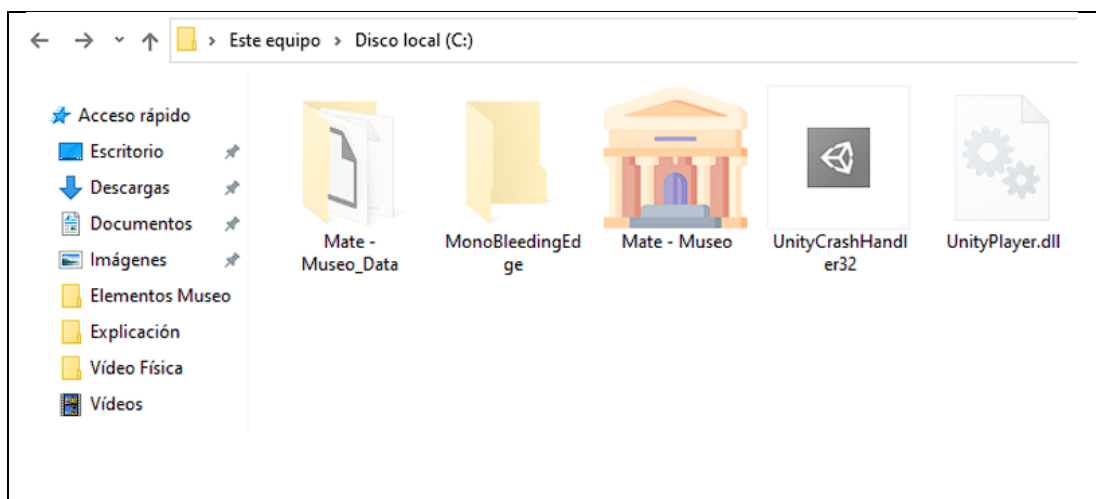 Este equipo > Disco local (C:)
Acceso rápido
Escritorio
Descargas
Documentos
Imágenes
Elementos Museo
Explicación
Vídeo Física
Vídeos
Mate -
Museo_Data
MonoBleedingEd
ge
Mate - Museo
UnityCrashHandl
er32
UnityPlayer.dll